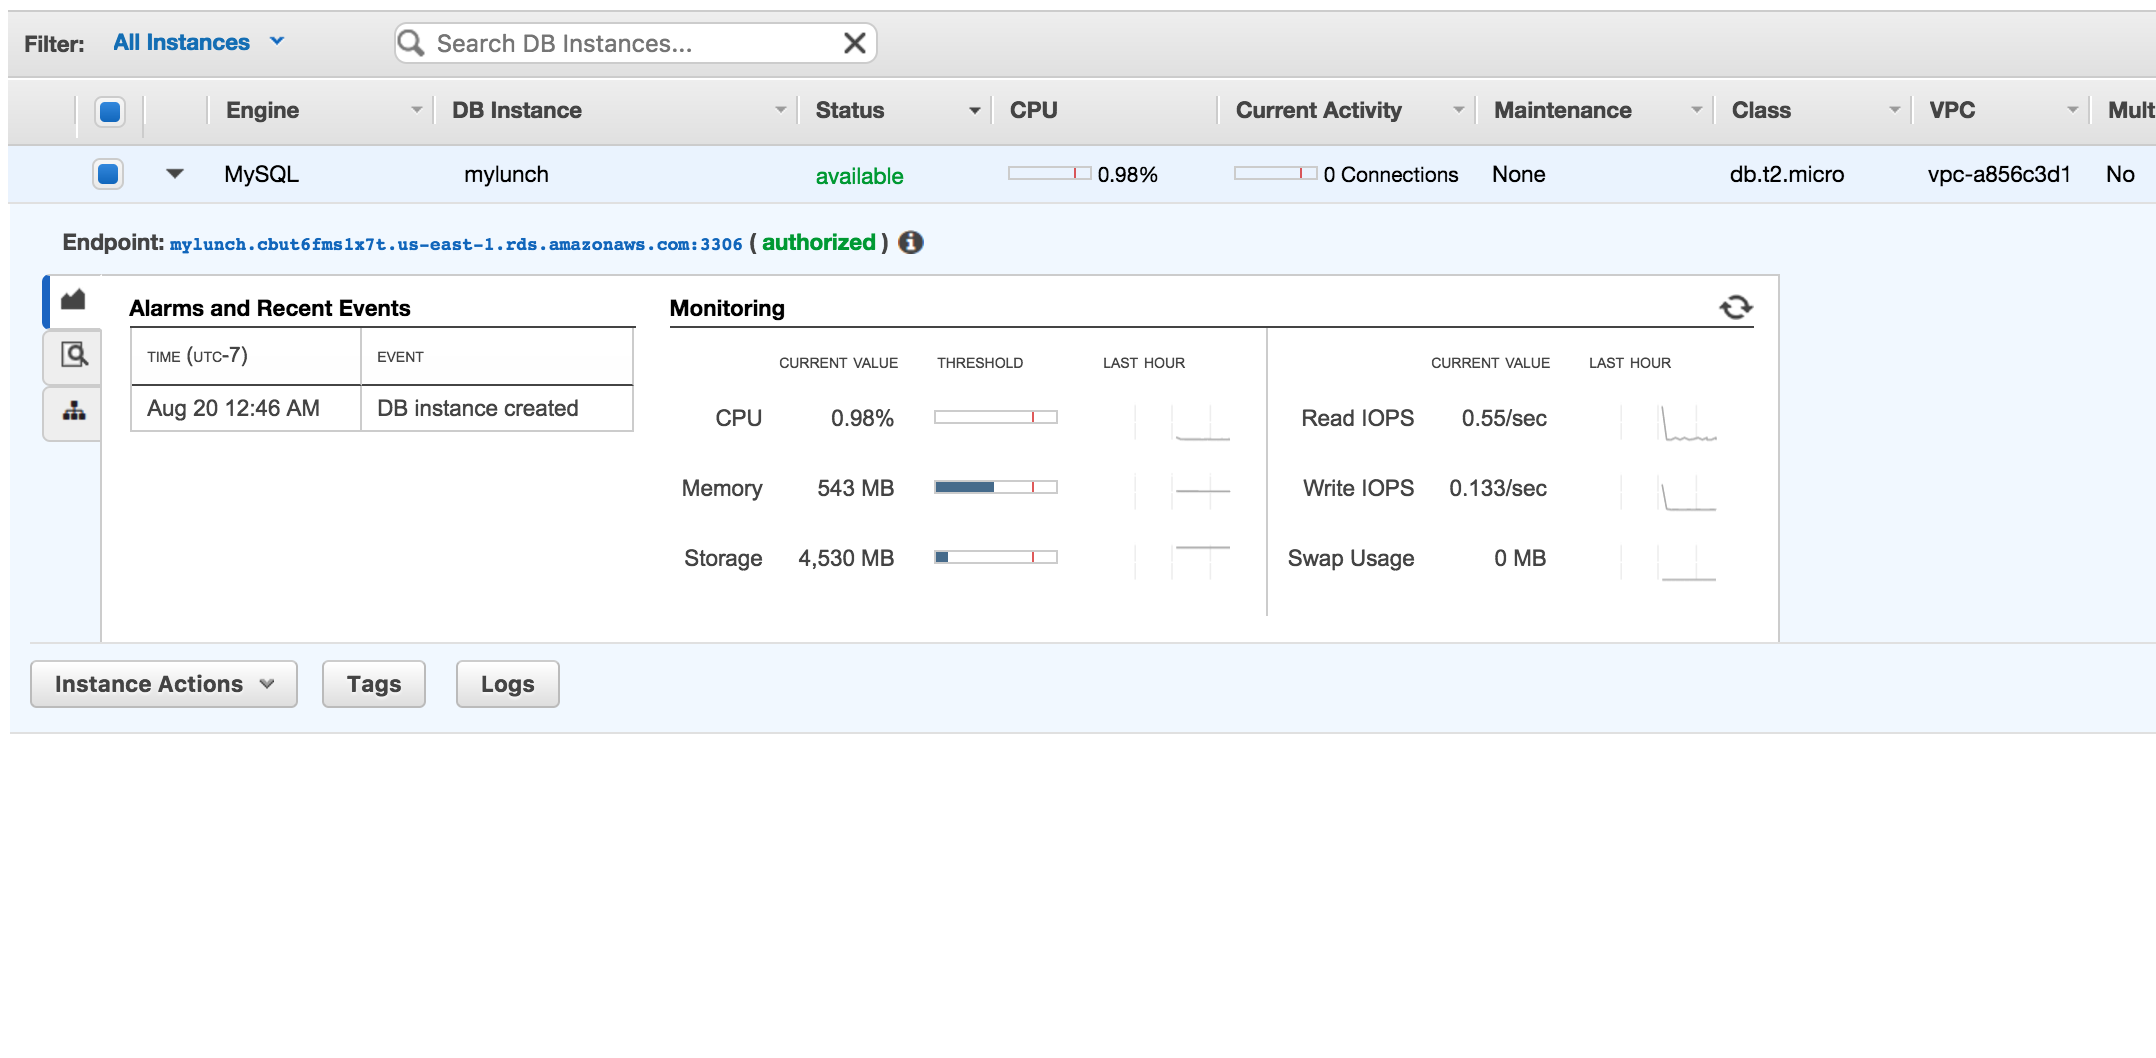 Filter: All Instances Search DB Instances...
Engine DB Instance Status CPU Current Activity Maintenance Class VPC Mult
MySQL mylunch available 0.98% 0 Connections None db.t2.micro vpc-a856c3d1 No
Endpoint: mylunch.cbut6fms1x7t.us-east-1.rds.amazonaws.com:3306 ( authorized )
Alarms and Recent Events Monitoring
TIME (UTC-7) EVENT
CURRENT VALUE THRESHOLD LAST HOUR CURRENT VALUE LAST HOUR
Aug 20 12:46 AM DB instance created
CPU 0.98% Read IOPS 0.55/sec
Memory 543 MB Write IOPS 0.133/sec
Storage 4,530 MB Swap Usage 0 MB
Instance Actions Tags Logs